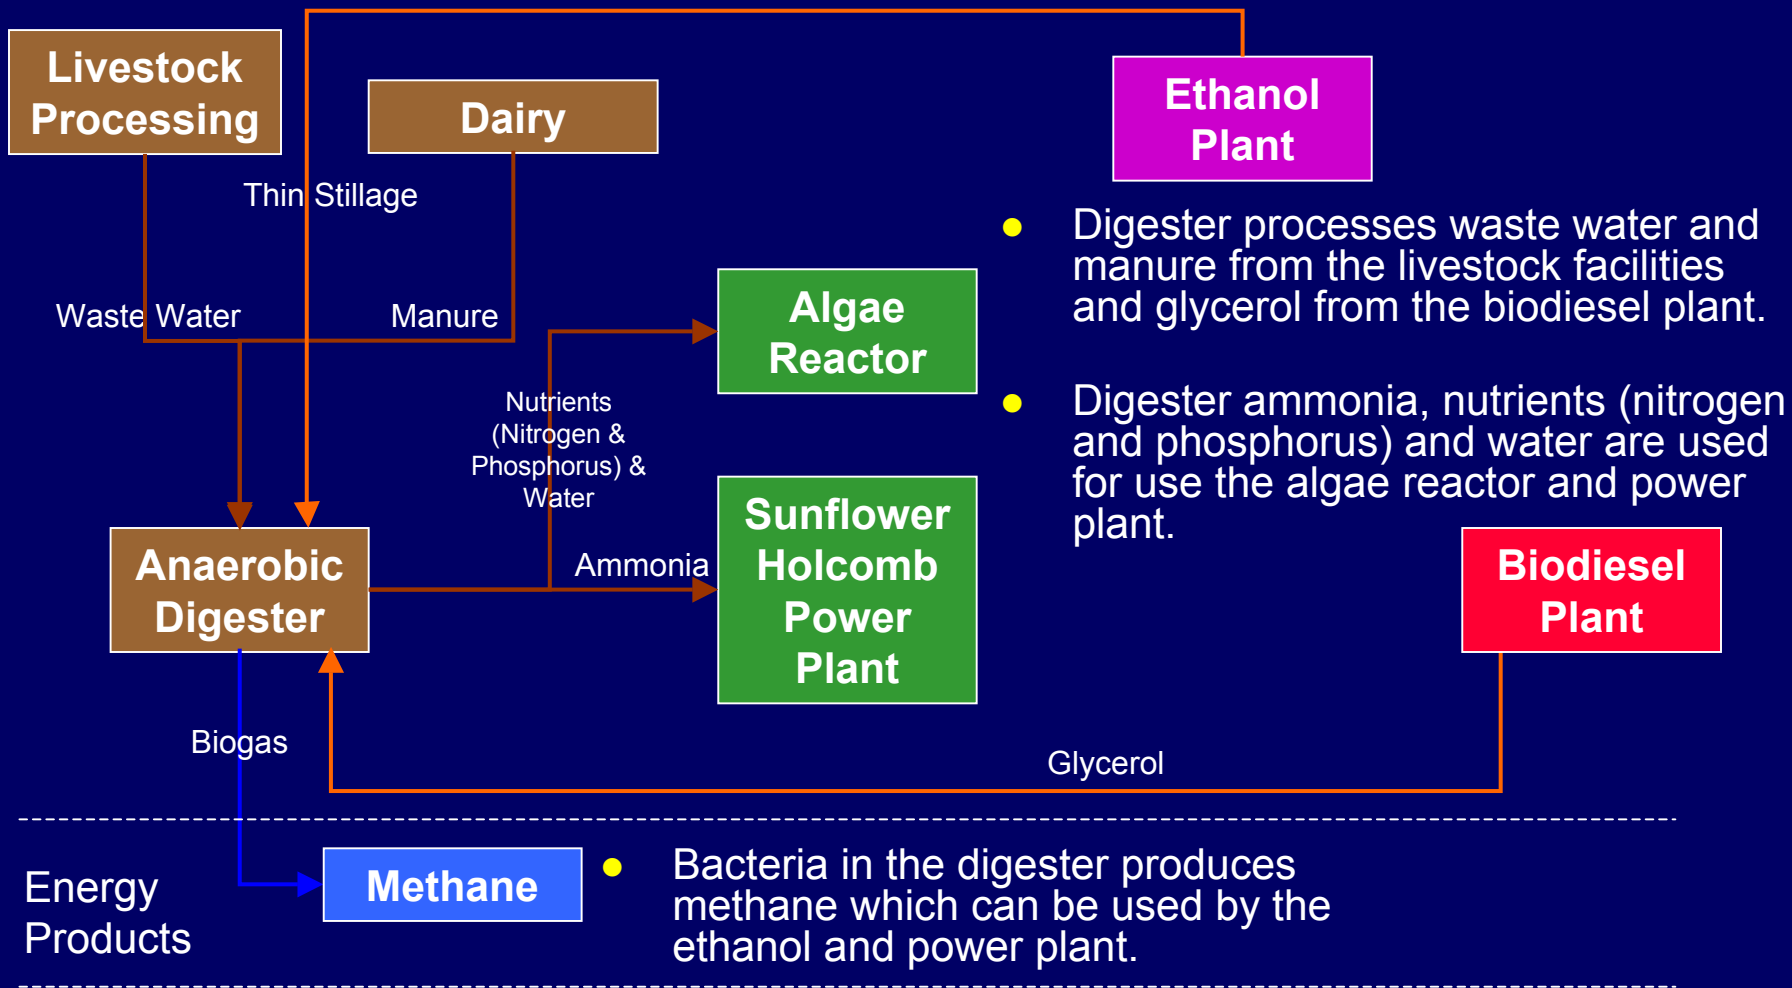 Livestock
Processing
Dairy
Ethanol
Plant
Thin Stillage
Waste Water
Manure
Algae
Reactor
Nutrients
(Nitrogen &
Phosphorus) &
Water
Ammonia
Sunflower
Holcomb
Power
Plant
Anaerobic
Digester
● Digester processes waste water and
manure from the livestock facilities
and glycerol from the biodiesel plant.
● Digester ammonia, nutrients (nitrogen
and phosphorus) and water are used
for use the algae reactor and power
plant.
Biodiesel
Plant
Biogas
Glycerol
Energy
Products
Methane
● Bacteria in the digester produces
methane which can be used by the
ethanol and power plant.